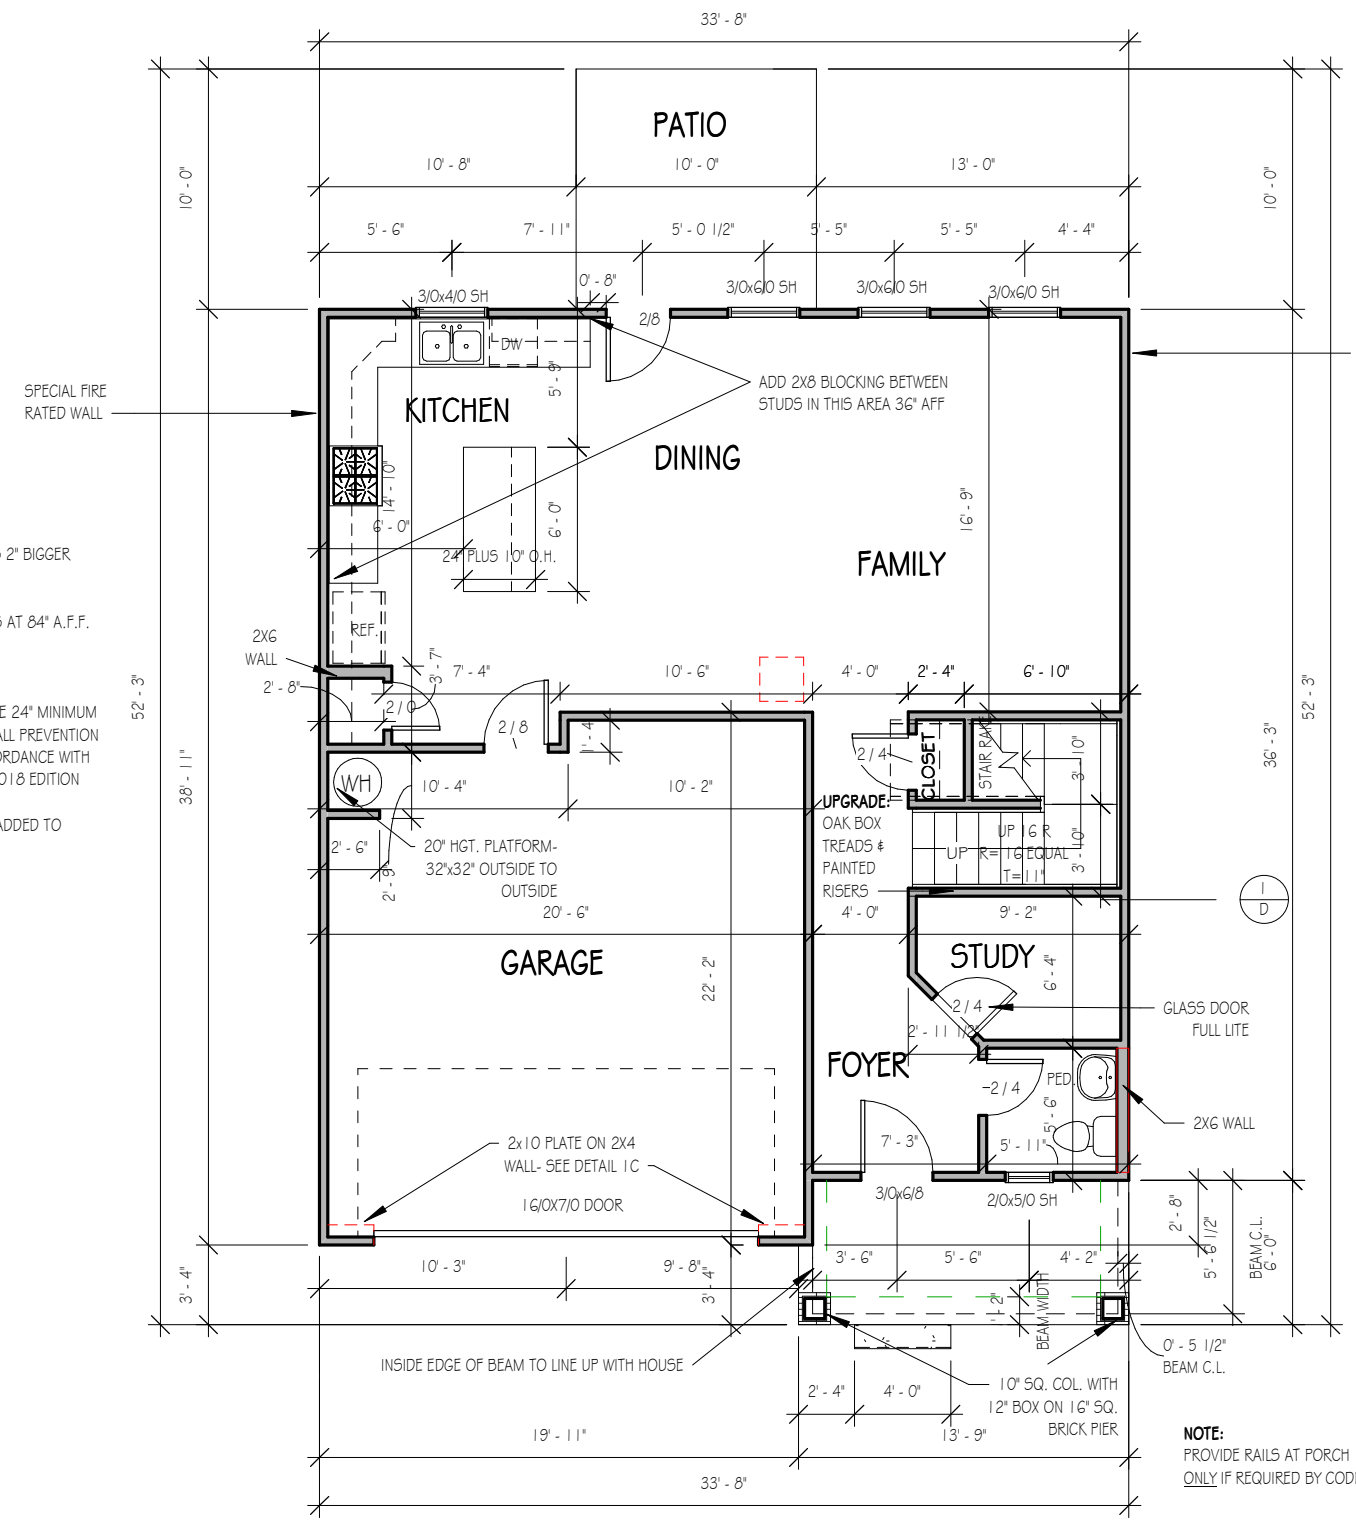 33' - 8"
PATIO
10' - 8"
10' - 0"
13' - 0"
10' - 0"
10' - 0"
5' - 6"
7' - 11"
5' - 0 1/2"
5' - 5"
5' - 5"
4' - 4"
0' - 8"
3/0x4/0 SH
3/0x6/0 SH
3/0x6/0 SH
3/0x6/0 SH
2/8
DW
5' - 9"
SPECIAL FIRE
RATED WALL
KITCHEN
ADD 2X8 BLOCKING BETWEEN
STUDS IN THIS AREA 36" AFF
DINING
14' - 10"
6' - 0"
6' - 0"
16' - 9"
24" PLUS 10" O.H.
FAMILY
2" BIGGER
AT 84" A.F.F.
REF.
2X6
WALL
2' - 8"
3' - 7"
7' - 4"
10' - 6"
4' - 0"
2' - 4"
6' - 10"
52' - 3"
52' - 3"
E 24" MINIMUM
ALL PREVENTION
ORDANCE WITH
018 EDITION
ADDED TO
2 / 0
2 / 8
1' - 4"
2 / 4
CLOSET
STAIR RAKE
3' - 10"
38' - 11"
36' - 3"
WH
10' - 4"
10' - 2"
UPGRADE:
OAK BOX
TREADS &
PAINTED
RISERS
UP 16 R
UP
R= 16 EQUAL
T= 11"
3' - 10"
2' - 6"
2' - 9"
20" HGT. PLATFORM-
32"x32" OUTSIDE TO
OUTSIDE
20' - 6"
4' - 0"
9' - 2"
1
D
GARAGE
22' - 2"
STUDY
6' - 4"
2 / 4
GLASS DOOR
FULL LITE
2' - 11 1/2"
FOYER
PED.
2 / 4
5' - 6"
2X6 WALL
2x10 PLATE ON 2X4
WALL- SEE DETAIL 1C
7' - 3"
5' - 11"
16/0X7/0 DOOR
3/0x6/8
2/0x5/0 SH
2' - 8"
5' - 6 1/2"
BEAM C.L.
6' - 0"
3' - 4"
10' - 3"
9' - 8"
3' - 4"
3' - 6"
5' - 6"
4' - 2"
1' - 2"
BEAM WIDTH
INSIDE EDGE OF BEAM TO LINE UP WITH HOUSE
0' - 5 1/2"
BEAM C.L.
2' - 4"
4' - 0"
10" SQ. COL. WITH
12" BOX ON 16" SQ.
BRICK PIER
19' - 11"
13' - 9"
NOTE:
PROVIDE RAILS AT PORCH
ONLY IF REQUIRED BY COD
33' - 8"